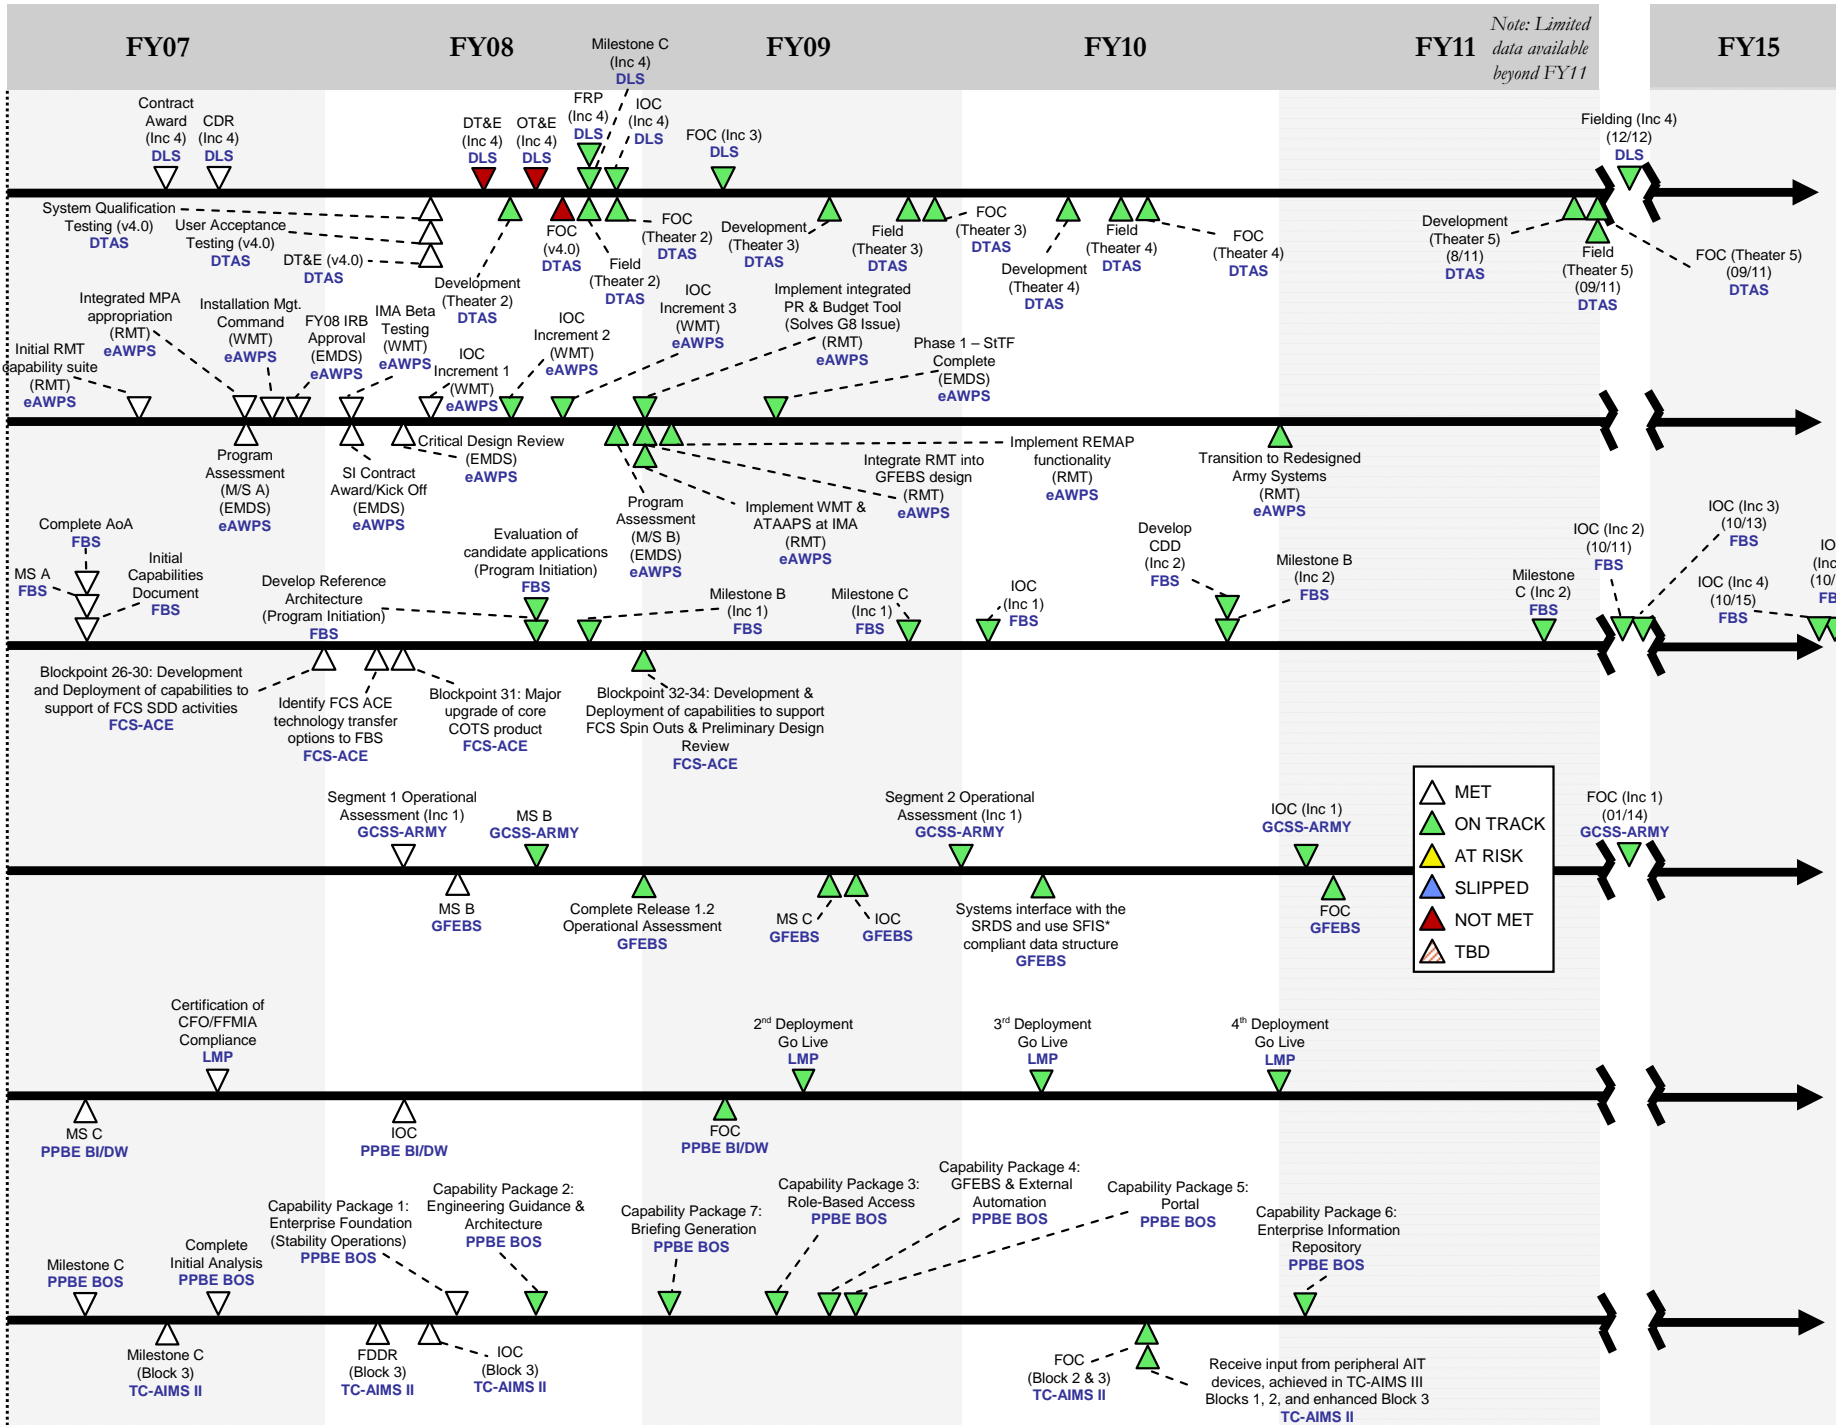 FY07
FY08
FY09
FY10
FY11
Note: Limited
data available
beyond FY11
FY15
Contract
Award
(Inc 4)
DLS
CDR
(Inc 4)
DLS
DT&E
(Inc 4)
DLS
OT&E
(Inc 4)
DLS
FRP
(Inc 4)
DLS
Milestone C
(Inc 4)
DLS
IOC
(Inc 4)
DLS
FOC (Inc 3)
DLS
Fielding (Inc 4)
(12/12)
DLS
System Qualification
Testing (v4.0)
DTAS
User Acceptance
Testing (v4.0)
DTAS
DT&E (v4.0)
DTAS
Development
(Theater 2)
DTAS
FOC
(v4.0)
DTAS
Field
(Theater 2)
DTAS
FOC
(Theater 2)
DTAS
Development
(Theater 3)
DTAS
Field
(Theater 3)
DTAS
FOC
(Theater 3)
DTAS
Development
(Theater 4)
DTAS
Field
(Theater 4)
DTAS
FOC
(Theater 4)
DTAS
Development
(Theater 5)
(8/11)
DTAS
Field
(Theater 5)
(09/11)
DTAS
FOC (Theater 5)
(09/11)
DTAS
Initial RMT
capability suite
(RMT)
eAWPS
Integrated MPA
appropriation
(RMT)
eAWPS
Installation Mgt.
Command
(WMT)
eAWPS
FY08 IRB
Approval
(EMDS)
eAWPS
IMA Beta
Testing
(WMT)
eAWPS
IOC
Increment 1
(WMT)
eAWPS
IOC
Increment 2
(WMT)
eAWPS
IOC
Increment 3
(WMT)
eAWPS
Implement integrated
PR & Budget Tool
(Solves G8 Issue)
(RMT)
eAWPS
Phase 1 – StTF
Complete
(EMDS)
eAWPS
Program
Assessment
(M/S A)
(EMDS)
eAWPS
SI Contract
Award/Kick Off
(EMDS)
eAWPS
Critical Design Review
(EMDS)
eAWPS
Program
Assessment
(M/S B)
(EMDS)
eAWPS
Implement WMT &
ATAAPS at IMA
(RMT)
eAWPS
Integrate RMT into
GFEBS design
(RMT)
eAWPS
Implement REMAP
functionality
(RMT)
eAWPS
Transition to Redesigned
Army Systems
(RMT)
eAWPS
Complete AoA
FBS
MS A
FBS
Initial
Capabilities
Document
FBS
Develop Reference
Architecture
(Program Initiation)
FBS
Evaluation of
candidate applications
(Program Initiation)
FBS
Milestone B
(Inc 1)
FBS
Milestone C
(Inc 1)
FBS
IOC
(Inc 1)
FBS
Develop
CDD
(Inc 2)
FBS
Milestone B
(Inc 2)
FBS
Milestone
C (Inc 2)
FBS
IOC (Inc 2)
(10/11)
FBS
IOC (Inc 3)
(10/13)
FBS
IOC (Inc 4)
(10/15)
FBS
Blockpoint 26-30: Development
and Deployment of capabilities to
support of FCS SDD activities
FCS-ACE
Identify FCS ACE
technology transfer
options to FBS
FCS-ACE
Blockpoint 31: Major
upgrade of core
COTS product
FCS-ACE
Blockpoint 32-34: Development &
Deployment of capabilities to support
FCS Spin Outs & Preliminary Design
Review
FCS-ACE
Segment 1 Operational
Assessment (Inc 1)
GCSS-ARMY
MS B
GCSS-ARMY
Segment 2 Operational
Assessment (Inc 1)
GCSS-ARMY
IOC (Inc 1)
GCSS-ARMY
FOC (Inc 1)
(01/14)
GCSS-ARMY
MET
ON TRACK
AT RISK
SLIPPED
NOT MET
TBD
MS B
GFEBS
Complete Release 1.2
Operational Assessment
GFEBS
MS C
GFEBS
IOC
GFEBS
Systems interface with the
SRDS and use SFIS*
compliant data structure
GFEBS
FOC
GFEBS
Certification of
CFO/FFMIA
Compliance
LMP
2nd Deployment
Go Live
LMP
3rd Deployment
Go Live
LMP
4th Deployment
Go Live
LMP
MS C
PPBE BI/DW
IOC
PPBE BI/DW
FOC
PPBE BI/DW
Milestone C
PPBE BOS
Complete
Initial Analysis
PPBE BOS
Capability Package 1:
Enterprise Foundation
(Stability Operations)
PPBE BOS
Capability Package 2:
Engineering Guidance &
Architecture
PPBE BOS
Capability Package 7:
Briefing Generation
PPBE BOS
Capability Package 3:
Role-Based Access
PPBE BOS
Capability Package 4:
GFEBS & External
Automation
PPBE BOS
Capability Package 5:
Portal
PPBE BOS
Capability Package 6:
Enterprise Information
Repository
PPBE BOS
Milestone C
(Block 3)
TC-AIMS II
FDDR
(Block 3)
TC-AIMS II
IOC
(Block 3)
TC-AIMS II
FOC
(Block 2 & 3)
TC-AIMS II
Receive input from peripheral AIT
devices, achieved in TC-AIMS III
Blocks 1, 2, and enhanced Block 3
TC-AIMS II